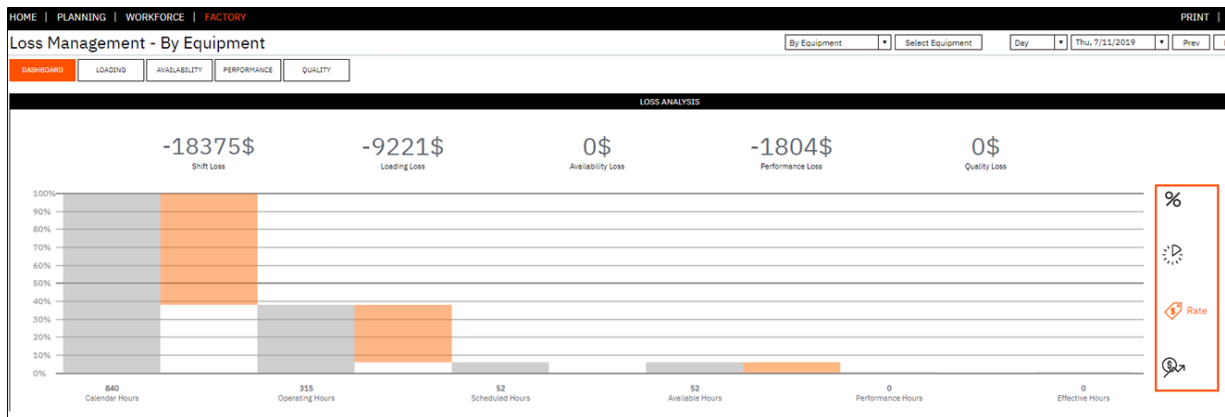 HOME | PLANNING | WORKFORCE | FACTORY PRINT |
Loss Management - By Equipment By Equipment Select Equipment Day Thu, 7/11/2019 Prev
DASHBOARD LOADING AVAILABILITY PERFORMANCE QUALITY
LOSS ANALYSIS
-18375$ -9221$ 0$ -1804$ 0$
Shift Loss Loading Loss Availability Loss Performance Loss Quality Loss
100%
90%
80%
70%
60%
50%
40%
30%
20%
10%
0%
%
$ Rate
$
840 315 52 52 0 0
Calendar Hours Operating Hours Scheduled Hours Available Hours Performance Hours Effective Hours